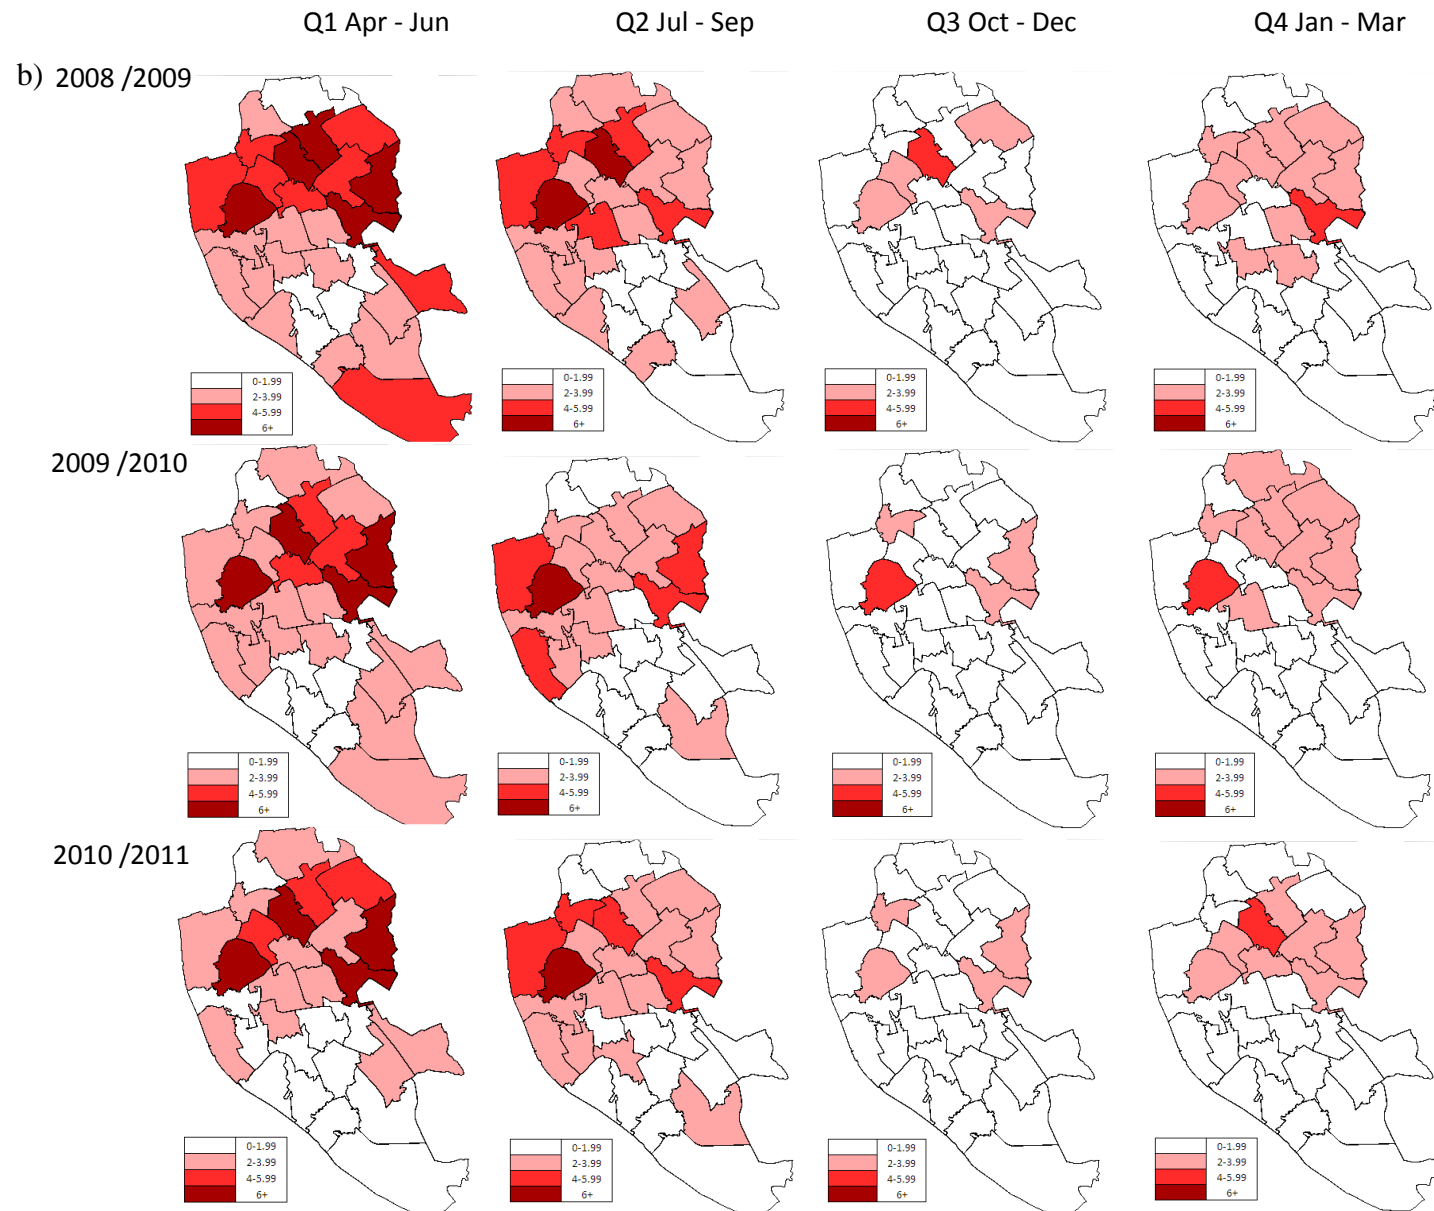 Q1 Apr - Jun Q2 Jul - Sep Q3 Oct - Dec Q4 Jan - Mar
b) 2008 /2009
0-1.99 0-1.99 0-1.99 0-1.99
2-3.99 2-3.99 2-3.99 2-3.99
4-5.99 4-5.99 4-5.99 4-5.99
6+ 6+ 6+ 6+
2009 /2010
0-1.99 0-1.99 0-1.99 0-1.99
2-3.99 2-3.99 2-3.99 2-3.99
4-5.99 4-5.99 4-5.99 4-5.99
6+ 6+ 6+ 6+
2010 /2011
0-1.99 0-1.99 0-1.99 0-1.99
2-3.99 2-3.99 2-3.99 2-3.99
4-5.99 4-5.99 4-5.99 4-5.99
6+ 6+ 6+ 6+